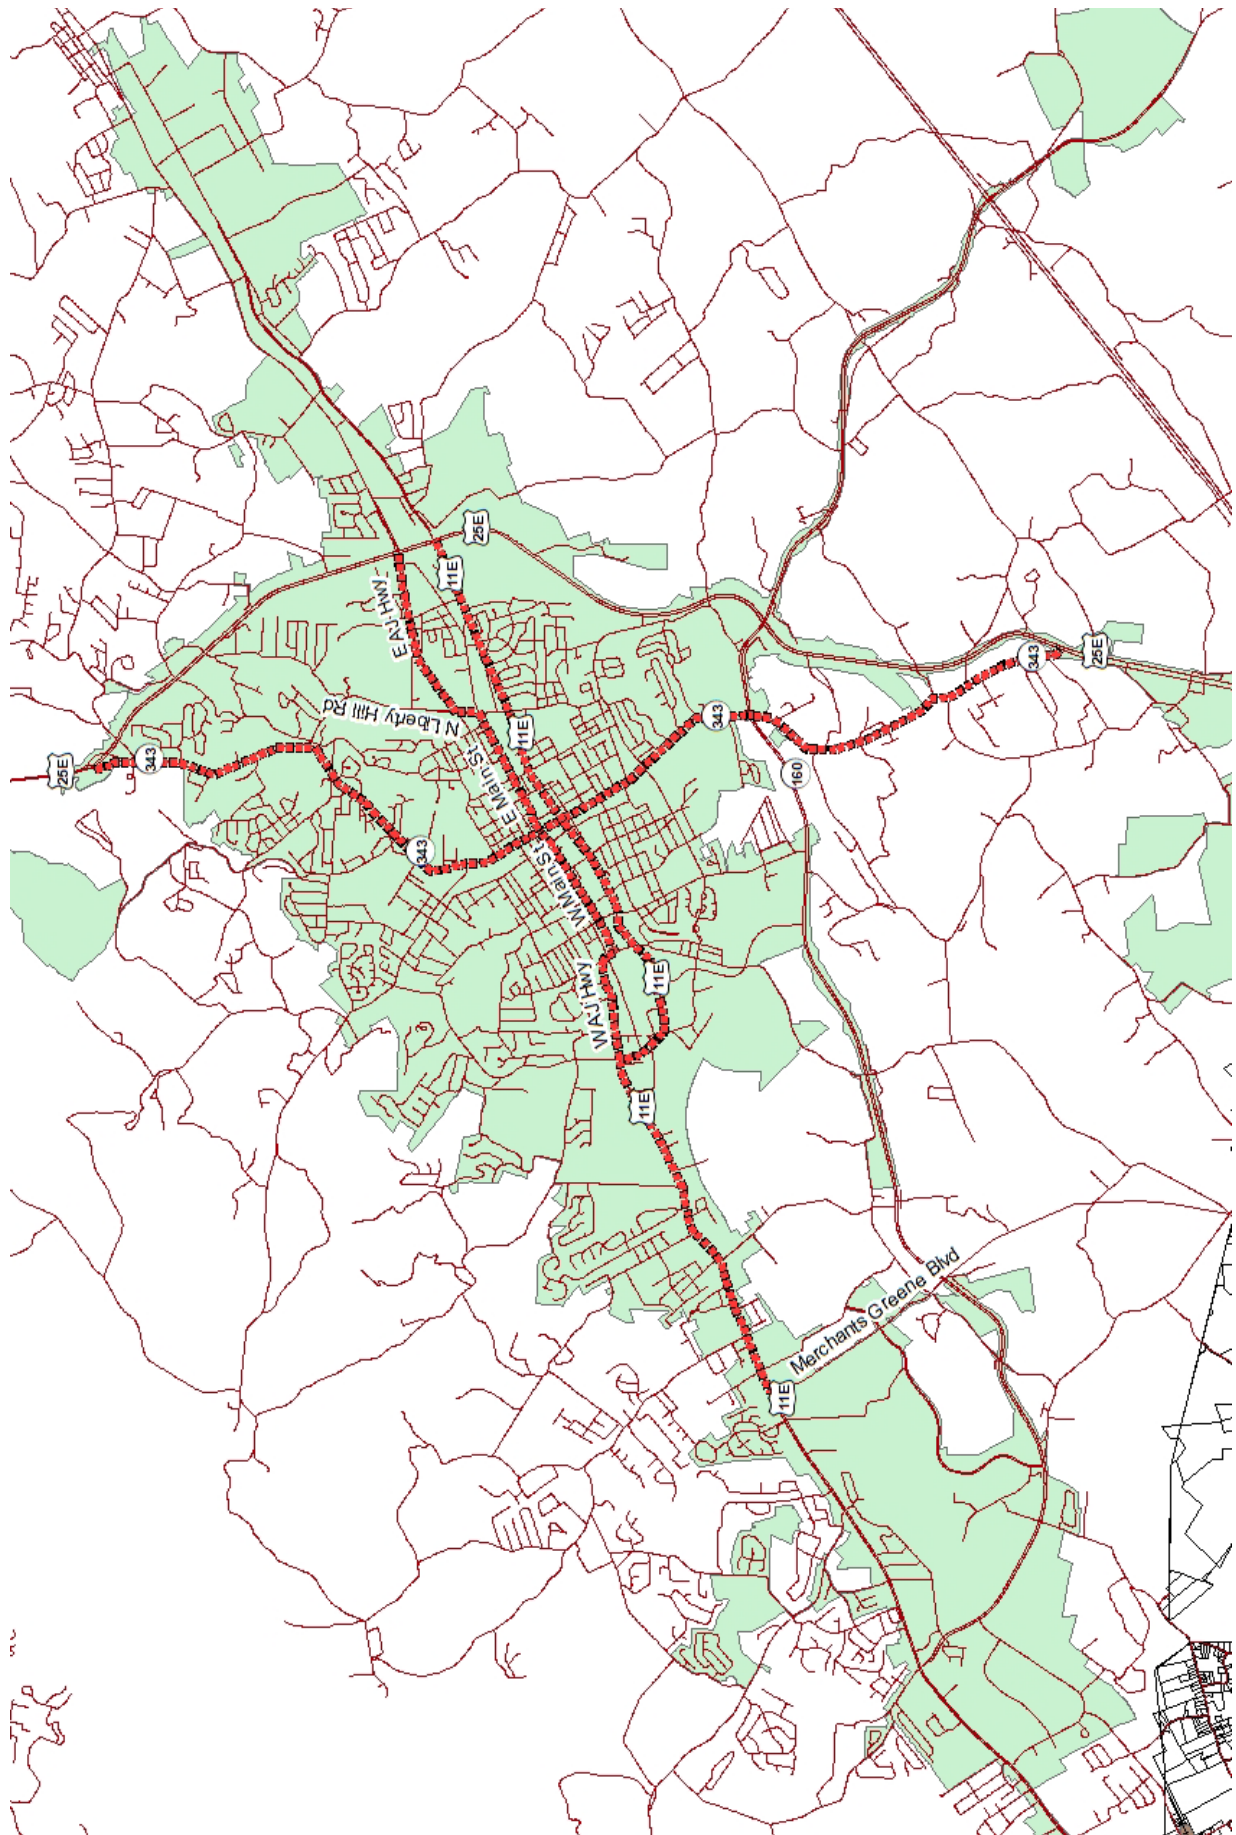 25E
343
343
N Liberty Hill Rd
E AJ Hwy
25E
11E
11E
E Main St
W Main St
W AJ Hwy
11E
11E
343
160
343
25E
Merchants Greene Blvd
11E